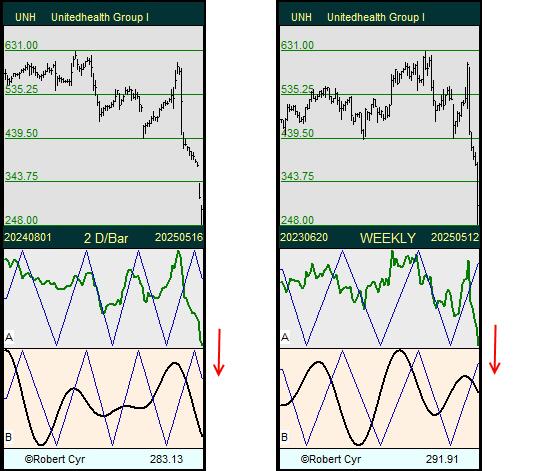 UNH Unitedhealth Group I
631.00
535.25
439.50
343.75
248.00
20240801 2 D/Bar 20250516
A
B
©Robert Cyr 283.13
UNH Unitedhealth Group I
631.00
535.25
439.50
343.75
248.00
20230620 WEEKLY 20250512
A
B
©Robert Cyr 291.91